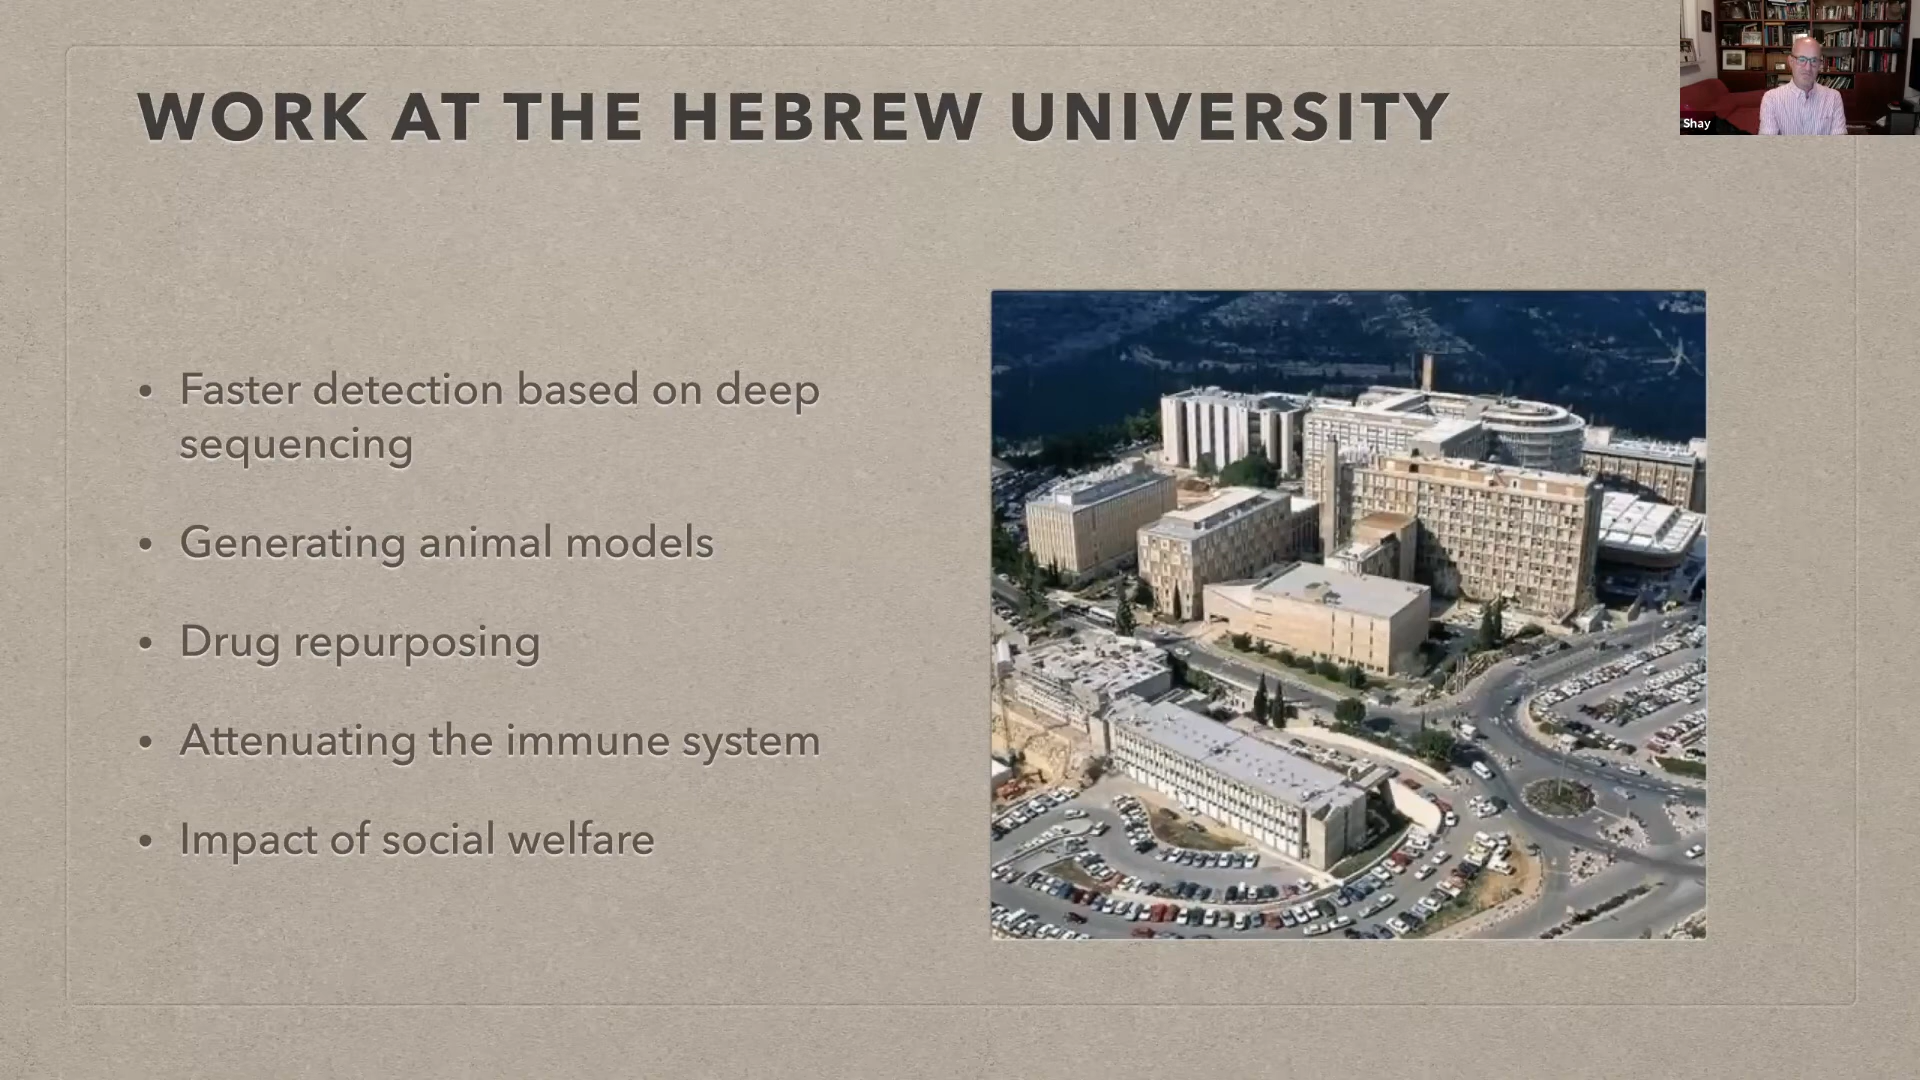 WORK AT THE HEBREW UNIVERSITY
Shay
• Faster detection based on deep
sequencing
• Generating animal models
• Drug repurposing
• Attenuating the immune system
• Impact of social welfare